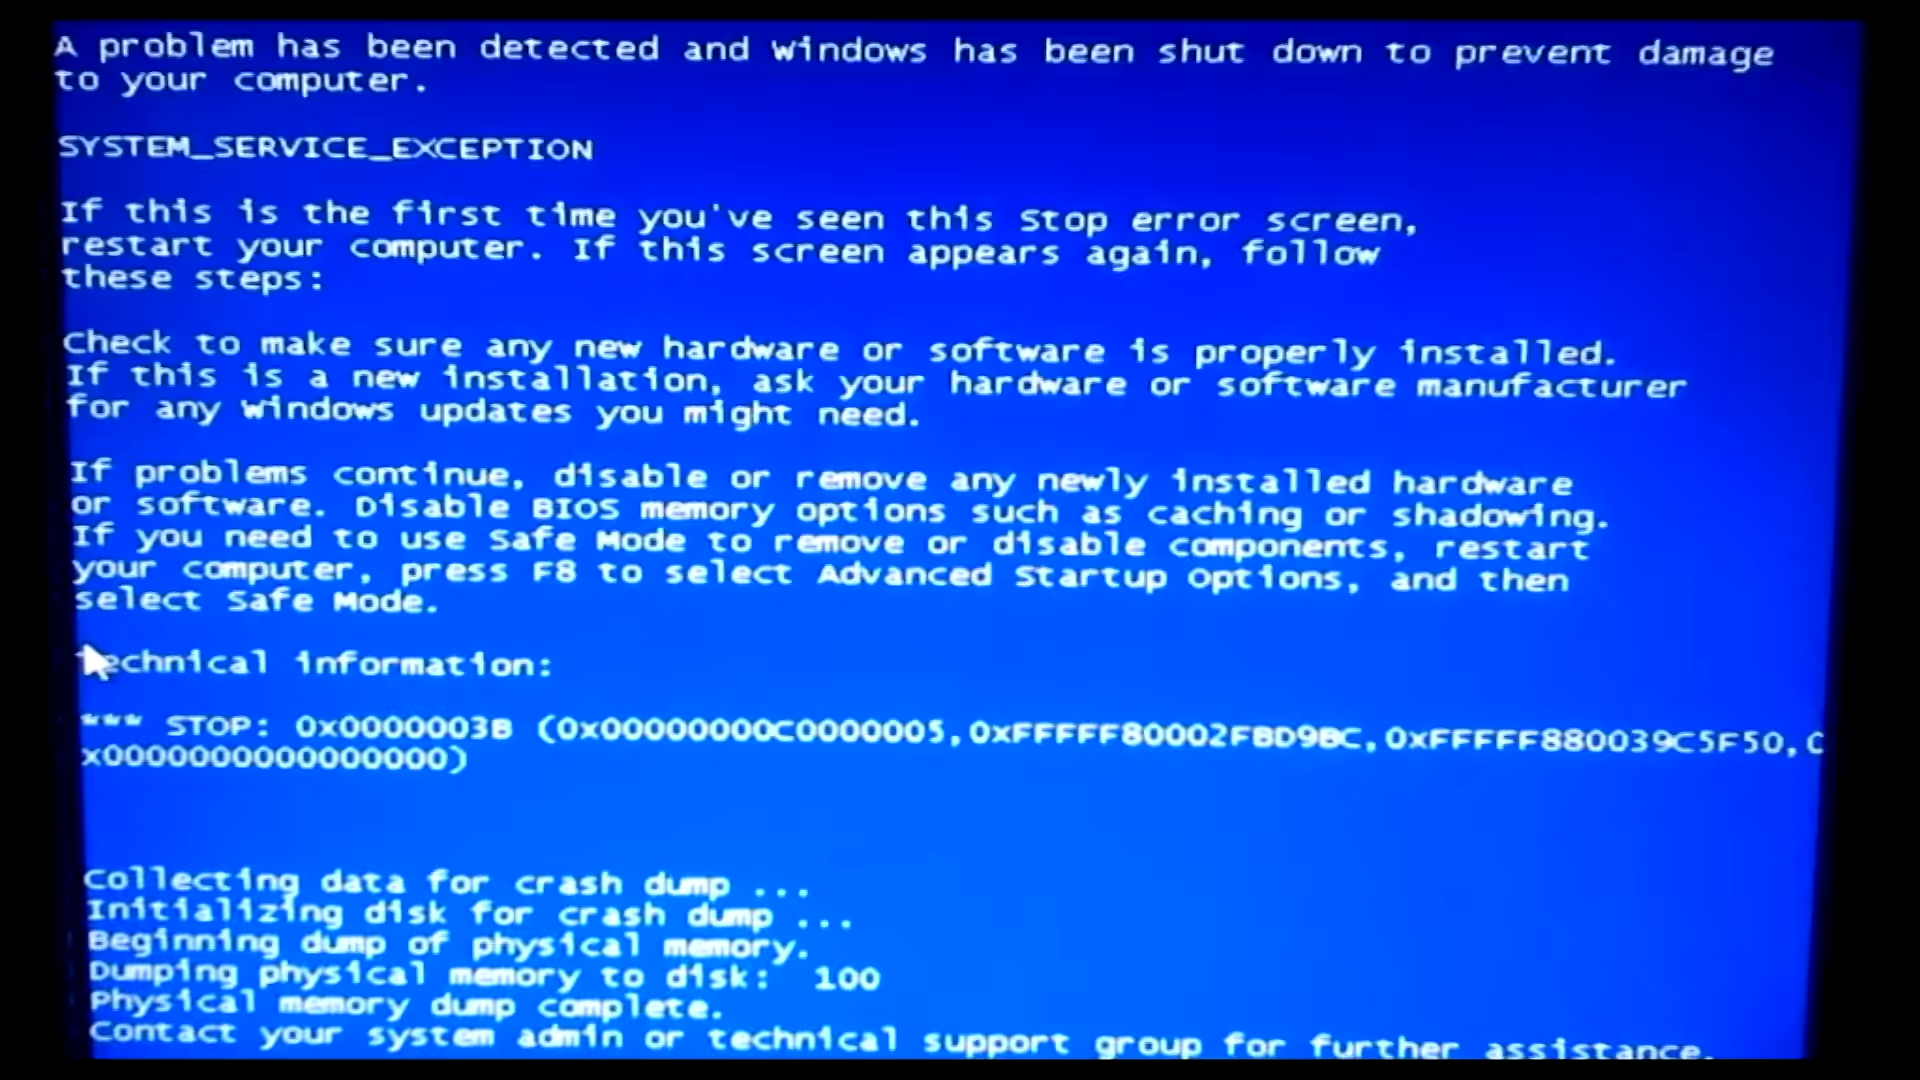 A problem has been detected and Windows has been shut down to prevent damage
to your computer.
SYSTEM_SERVICE_EXCEPTION
If this is the first time you've seen this Stop error screen,
restart your computer. If this screen appears again, follow
these steps:
Check to make sure any new hardware or software is properly installed.
If this is a new installation, ask your hardware or software manufacturer
for any Windows updates you might need.
If problems continue, disable or remove any newly installed hardware
or software. Disable BIOS memory options such as caching or shadowing.
If you need to use Safe Mode to remove or disable components, restart
your computer, press F8 to select Advanced Startup Options, and then
select Safe Mode.
Technical information:
*** STOP: 0x0000003B (0x00000000C0000005,0xFFFFF80002FBD9BC,0xFFFFF880039C5F50,0
x0000000000000000)
Collecting data for crash dump ...
Initializing disk for crash dump ...
Beginning dump of physical memory.
Dumping physical memory to disk:  100
Physical memory dump complete.
Contact your system admin or technical support group for further assistance.